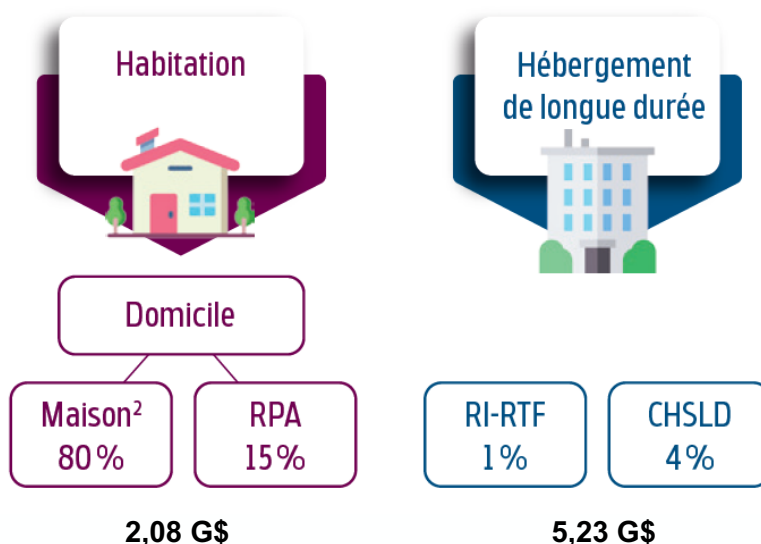 Habitation
Hébergement
de longue durée
Domicile
Maison²
80 %
RPA
15 %
RI-RTF
1 %
CHSLD
4 %
2,08 G$
5,23 G$